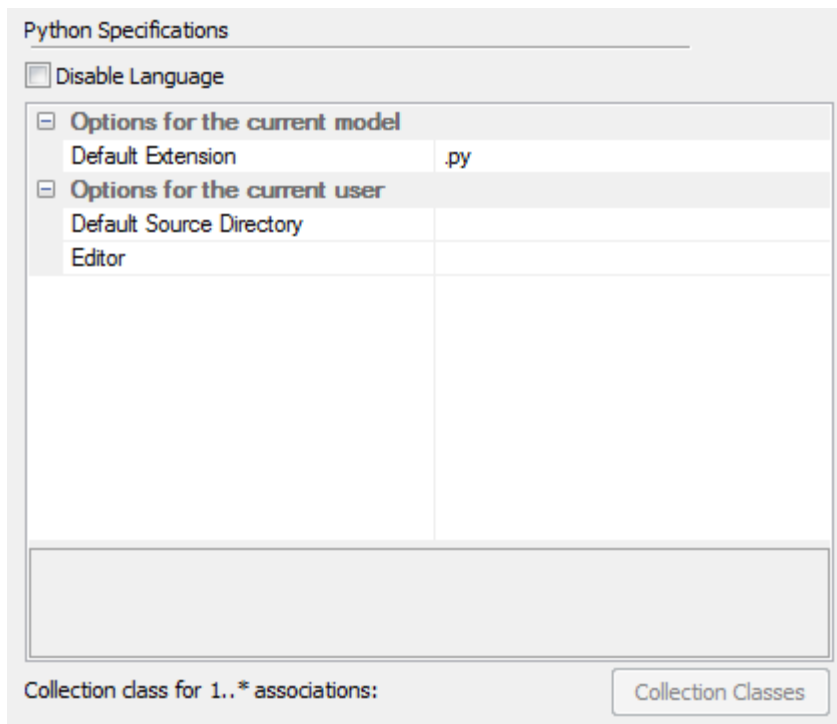 Python Specifications
Disable Language
Options for the current model
Default Extension .py
Options for the current user
Default Source Directory
Editor
Collection class for 1..* associations: Collection Classes